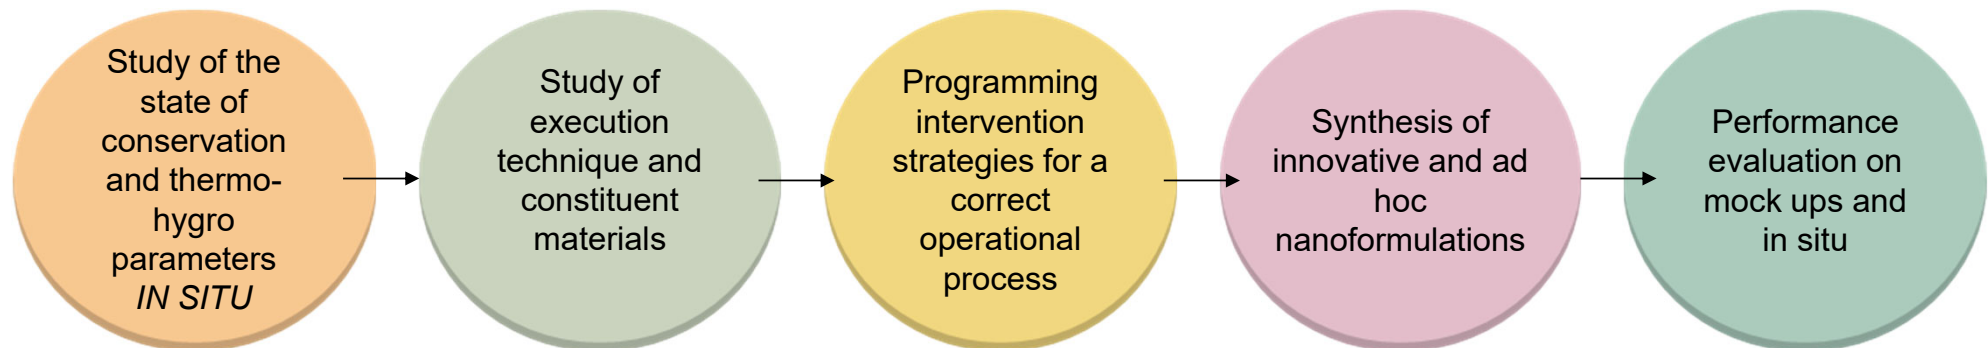 Study of the
state of
conservation
and thermo-
hygro
parameters
IN SITU
Study of
execution
technique and
constituent
materials
Programming
intervention
strategies for a
correct
operational
process
Synthesis of
innovative and ad
hoc
nanoformulations
Performance
evaluation on
mock ups and
in situ